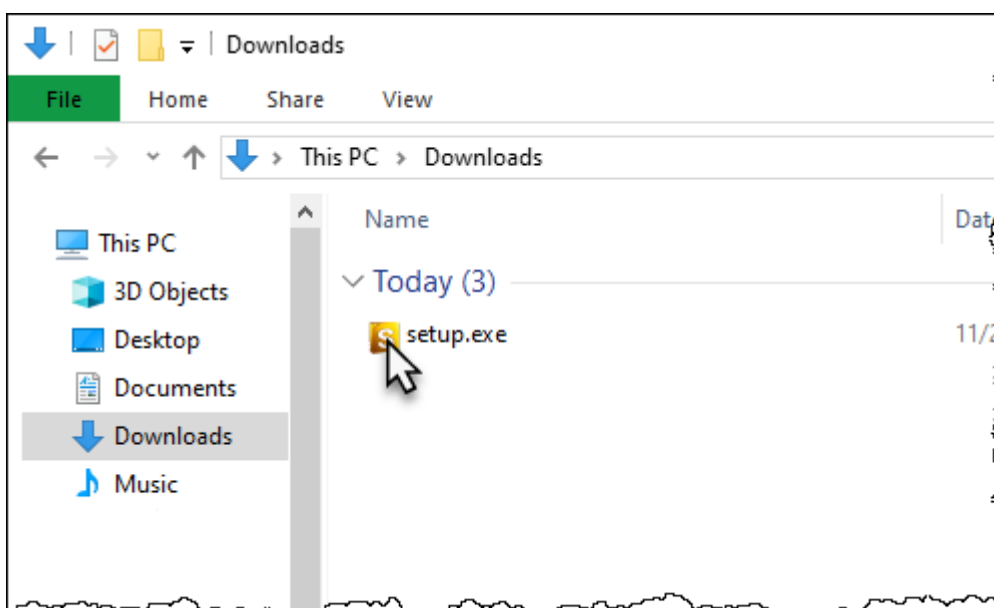 Downloads
File Home Share View
This PC > Downloads
Name
This PC
3D Objects
Desktop
Documents
Downloads
Music
Today (3)
S setup.exe